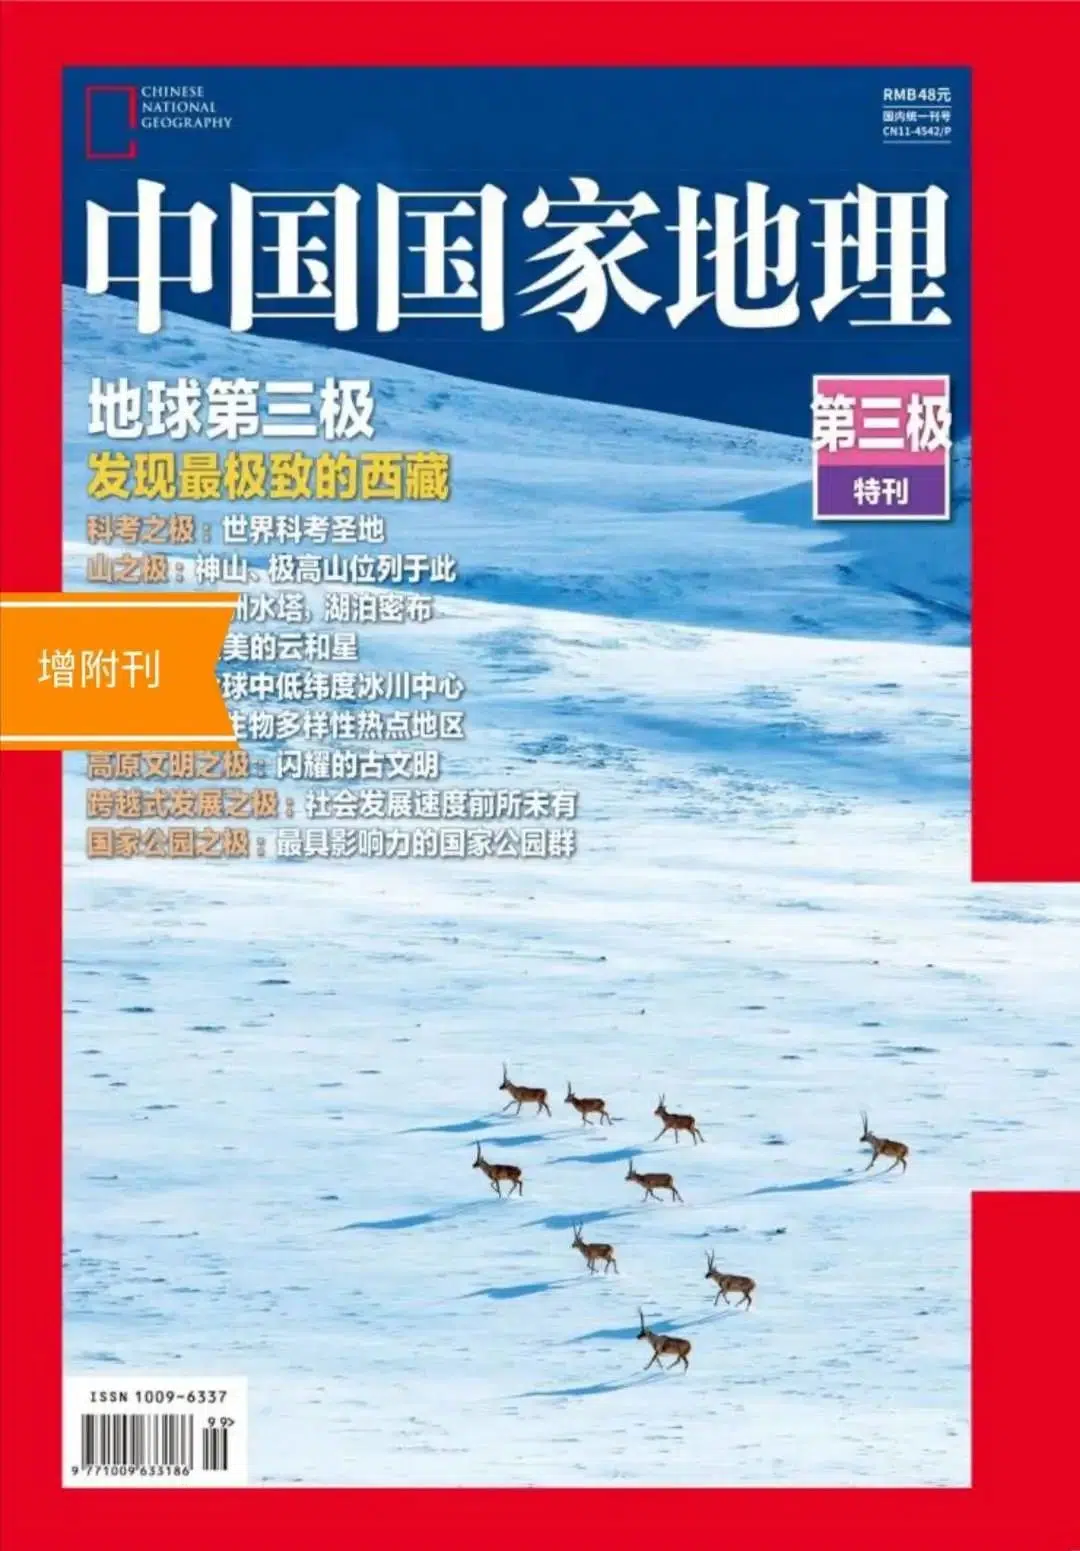 CHINESE
NATIONAL
GEOGRAPHY
RMB48元
国内统一刊号
CN11-4542/P
中国国家地理
地球第三极
发现最极致的西藏
第三极
特刊
科考之极：世界科考圣地
山之极：神山、极高山位列于此
洲水塔，湖泊密布
美的云和星
球中低纬度冰川中心
生物多样性热点地区
高原文明之极：闪耀的古文明
跨越式发展之极：社会发展速度前所未有
国家公园之极：最具影响力的国家公园群
增附刊
ISSN 1009-6337
99>
9 771009 633186